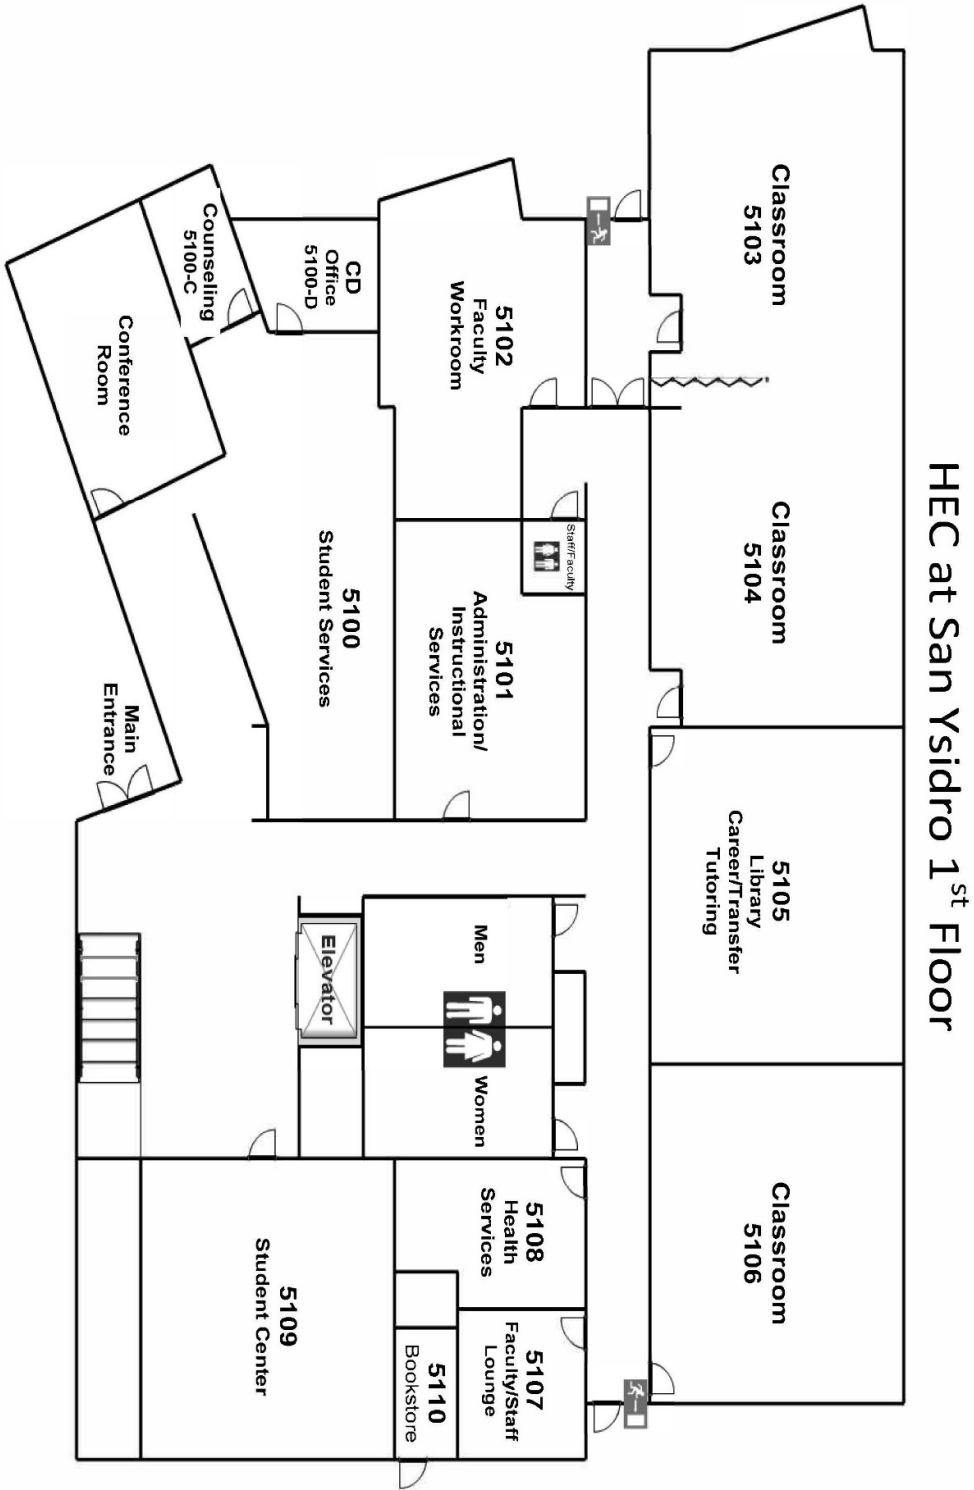 HEC at San Ysidro 1st Floor
Classroom
5103
Classroom
5104
5105
Library
Career/Transfer
Tutoring
Classroom
5106
5102
Faculty
Workroom
Staff/Faculty
5101
Administration/
Instructional
Services
Men
Women
5108
Health
Services
5107
Faculty/Staff
Lounge
5110
Bookstore
CD
Office
5100-D
Counseling
5100-C
Conference
Room
5100
Student Services
Main
Entrance
Elevator
5109
Student Center